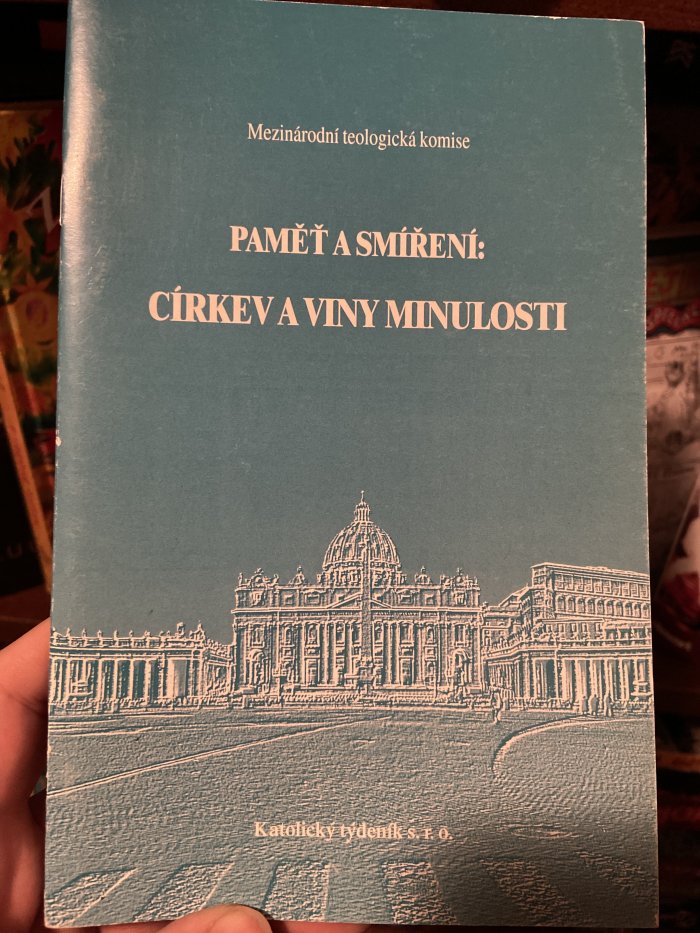 Mezinárodní teologická komise
PAMĚŤ A SMÍŘENÍ:
CÍRKEV A VINY MINULOSTI
Katolický týdeník s. r. o.